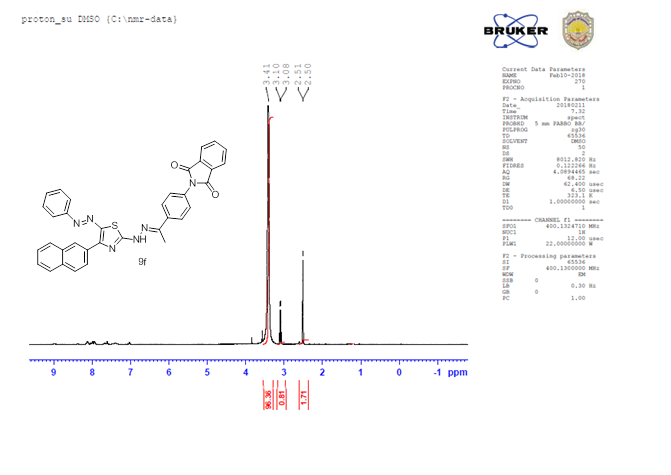 proton_su DMSO {C:\nmr-data}
BRUKER
Current Data Parameters
NAME Feb10-2018
EXPNO 270
PROCNO 1
F2 - Acquisition Parameters
Date_ 20180211
Time 7.32
INSTRUM spect
PROBHD 5 mm PABBO BB/
PULPROG zg30
TD 65536
SOLVENT DMSO
NS 50
DS 2
SWH 8012.820 Hz
FIDRES 0.122266 Hz
AQ 4.0894465 sec
RG 68.22
DW 62.400 usec
DE 6.50 usec
TE 323.1 K
D1 1.00000000 sec
TD0 1
======== CHANNEL f1 ========
SFO1 400.1324710 MHz
NUC1 1H
P1 12.00 usec
PLW1 22.00000000 W
F2 - Processing parameters
SI 65536
SF 400.1300000 MHz
WDW EM
SSB 0
LB 0.30 Hz
GB 0
PC 1.00
3.41
3.10
3.08
2.51
2.50
O
N
O
N
N
S
N
N
HN
9f
9 8 7 6 5 4 3 2 1 0 -1 ppm
96.36
0.81
1.71